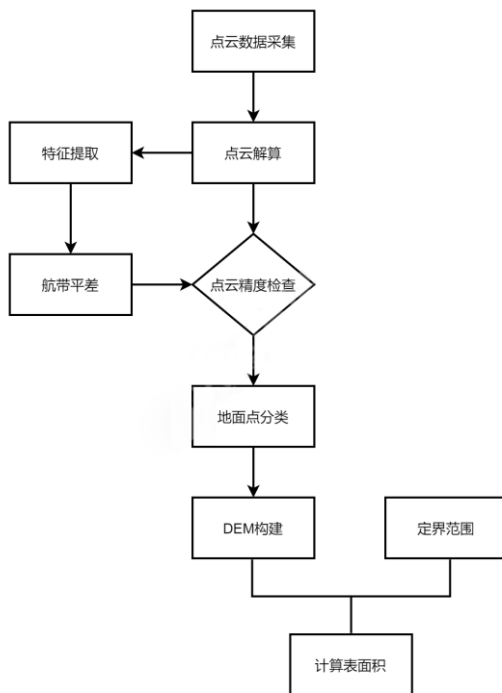 点云数据采集
特征提取
点云解算
航带平差
点云精度检查
地面点分类
DEM构建
定界范围
计算表面积